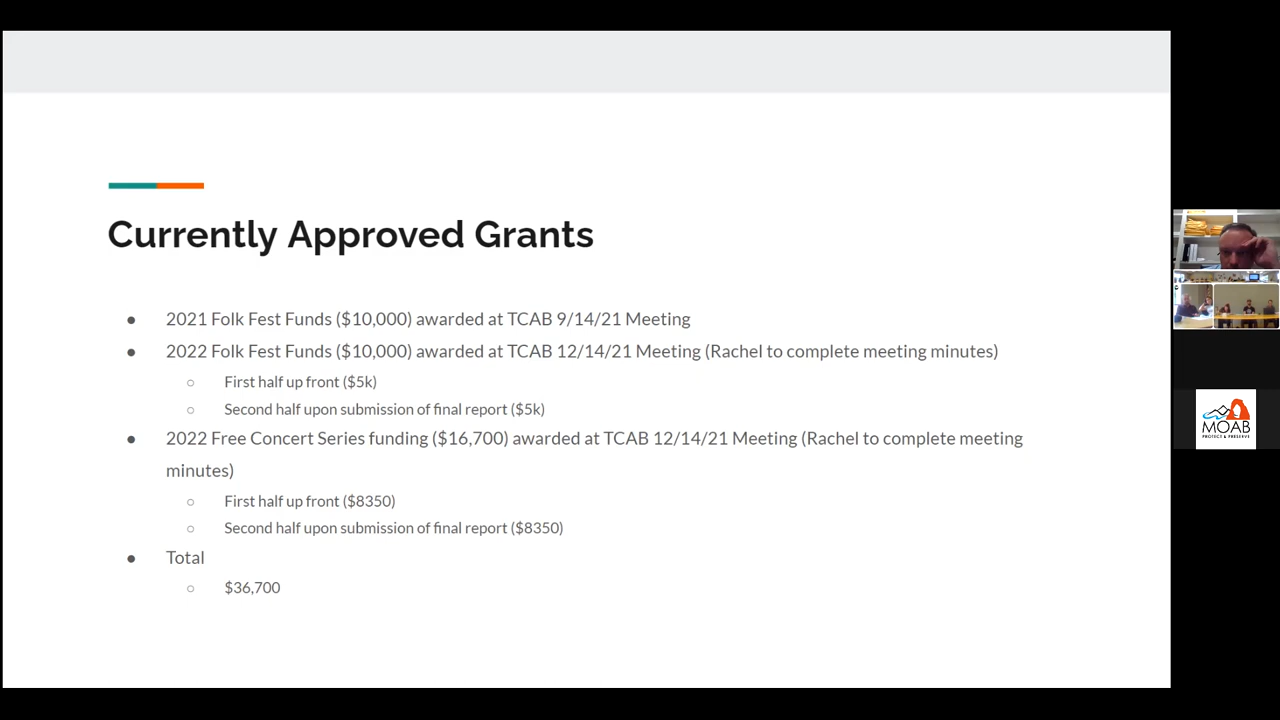 Currently Approved Grants
● 2021 Folk Fest Funds ($10,000) awarded at TCAB 9/14/21 Meeting
● 2022 Folk Fest Funds ($10,000) awarded at TCAB 12/14/21 Meeting (Rachel to complete meeting minutes)
○ First half up front ($5k)
○ Second half upon submission of final report ($5k)
● 2022 Free Concert Series funding ($16,700) awarded at TCAB 12/14/21 Meeting (Rachel to complete meeting
minutes)
○ First half up front ($8350)
○ Second half upon submission of final report ($8350)
● Total
○ $36,700
MOAB
PROTECT & PRESERVE